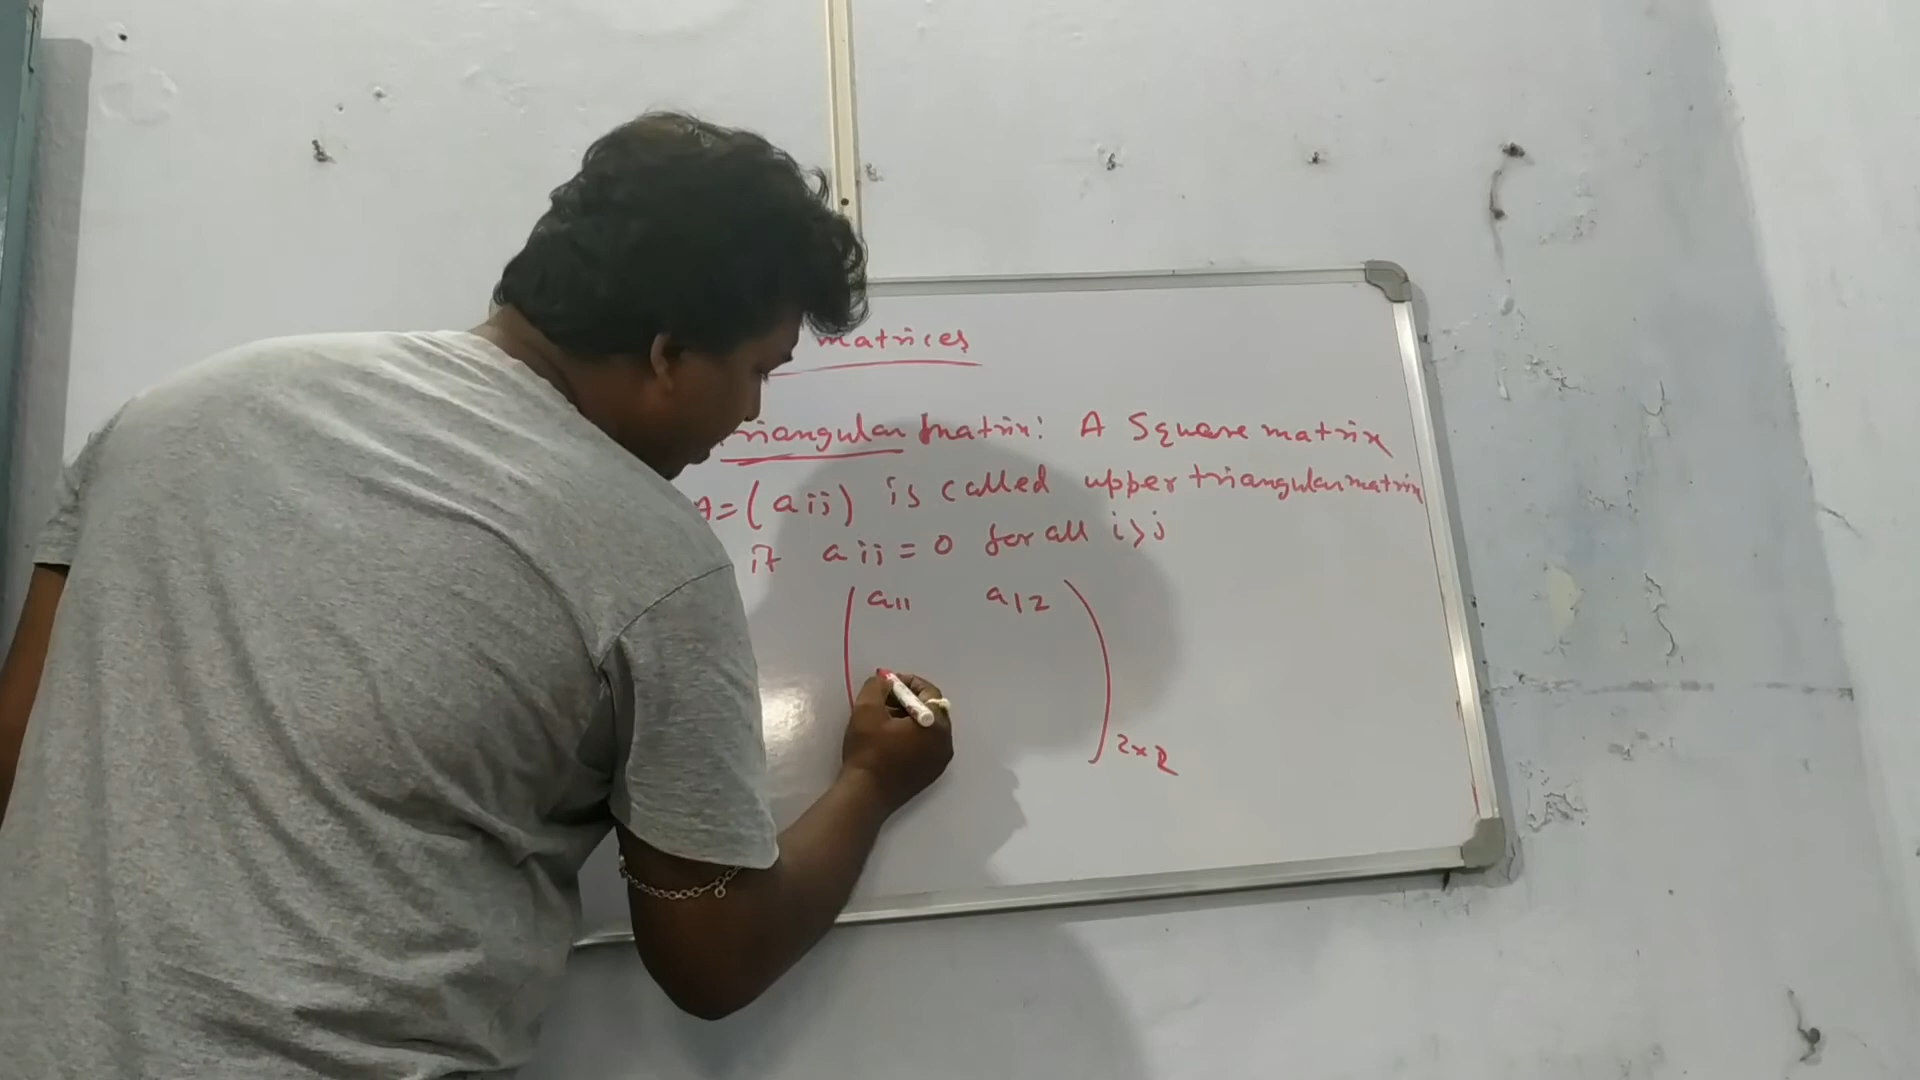 matrices
riangular matrix: A Square matrix
A=(aij) is called upper triangular matrix
if aij = 0 for all i>j
a11 a12
2×2